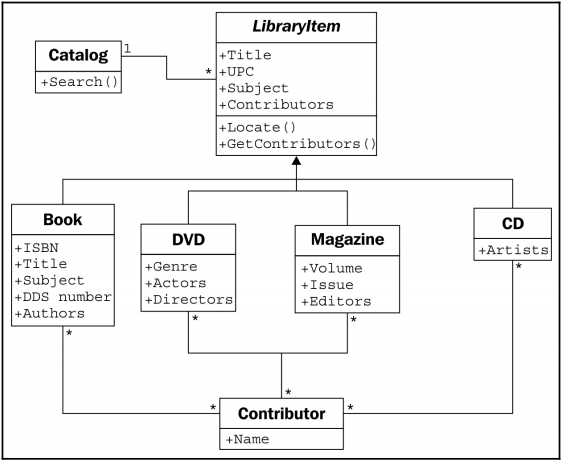 LibraryItem
+Title
+UPC
+Subject
+Contributors
+Locate()
+GetContributors()
Catalog
+Search()
1
*
Book
+ISBN
+Title
+Subject
+DDS number
+Authors
*
DVD
+Genre
+Actors
+Directors
*
Magazine
+Volume
+Issue
+Editors
*
CD
+Artists
*
*
*
*
Contributor
+Name